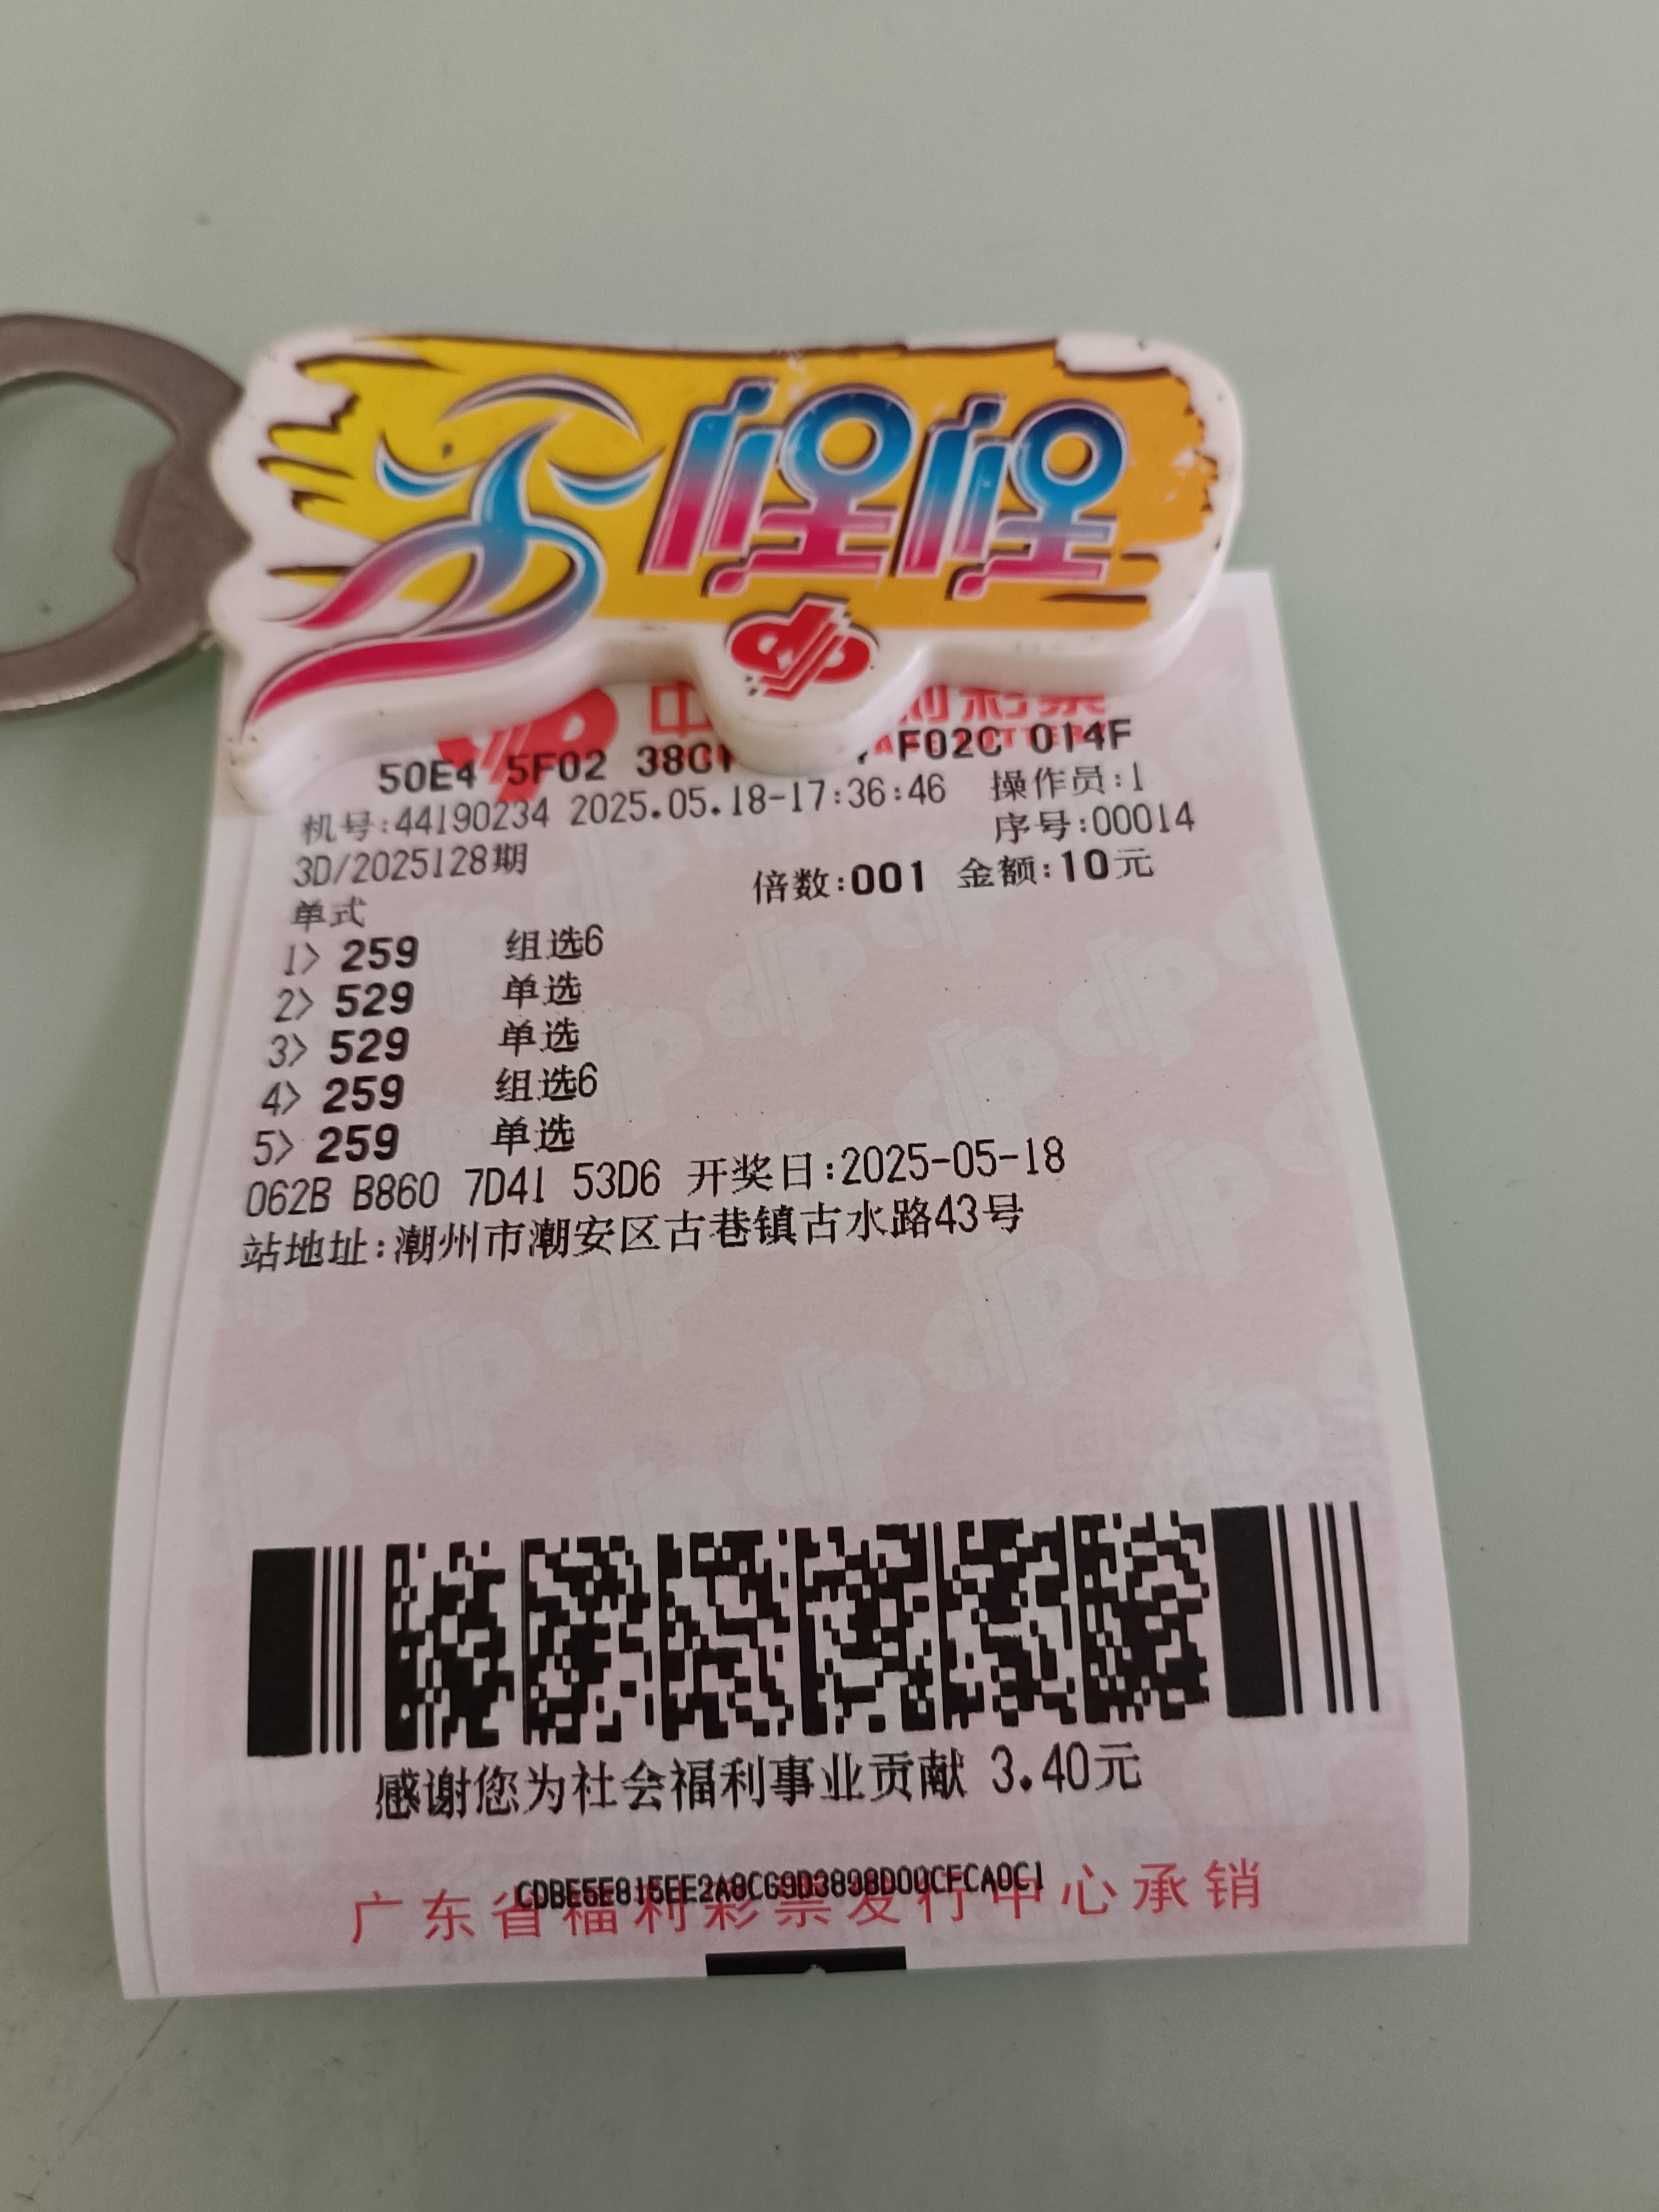 50E4 5F02 38C F02C 014F
机号:44190234 2025.05.18-17:36:46 操作员:1
3D/2025128期 序号:00014
单式 倍数:001 金额:10元
1> 259 组选6
2> 529 单选
3> 529 单选
4> 259 组选6
5> 259 单选
062B B860 7D41 53D6 开奖日:2025-05-18
站地址:潮州市潮安区古巷镇古水路43号
感谢您为社会福利事业贡献 3.40元
广东省福利彩票发行中心承销